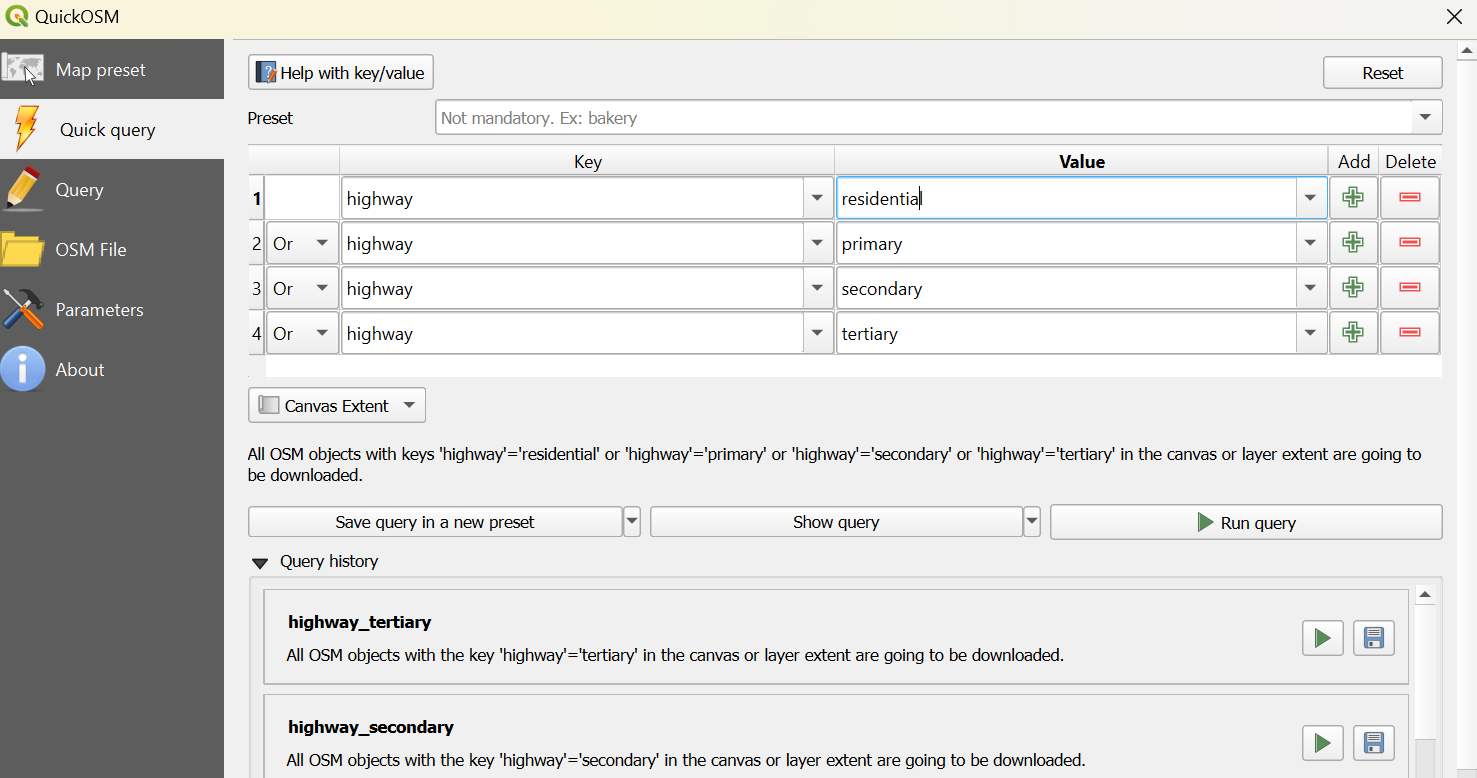 QuickOSM
Map preset
Quick query
Query
OSM File
Parameters
About
Help with key/value
Reset
Preset
Not mandatory. Ex: bakery
Key Value Add Delete
1 highway residential
2 Or highway primary
3 Or highway secondary
4 Or highway tertiary
Canvas Extent
All OSM objects with keys 'highway'='residential' or 'highway'='primary' or 'highway'='secondary' or 'highway'='tertiary' in the canvas or layer extent are going to
be downloaded.
Save query in a new preset
Show query
Run query
Query history
highway_tertiary
All OSM objects with the key 'highway'='tertiary' in the canvas or layer extent are going to be downloaded.
highway_secondary
All OSM objects with the key 'highway'='secondary' in the canvas or layer extent are going to be downloaded.